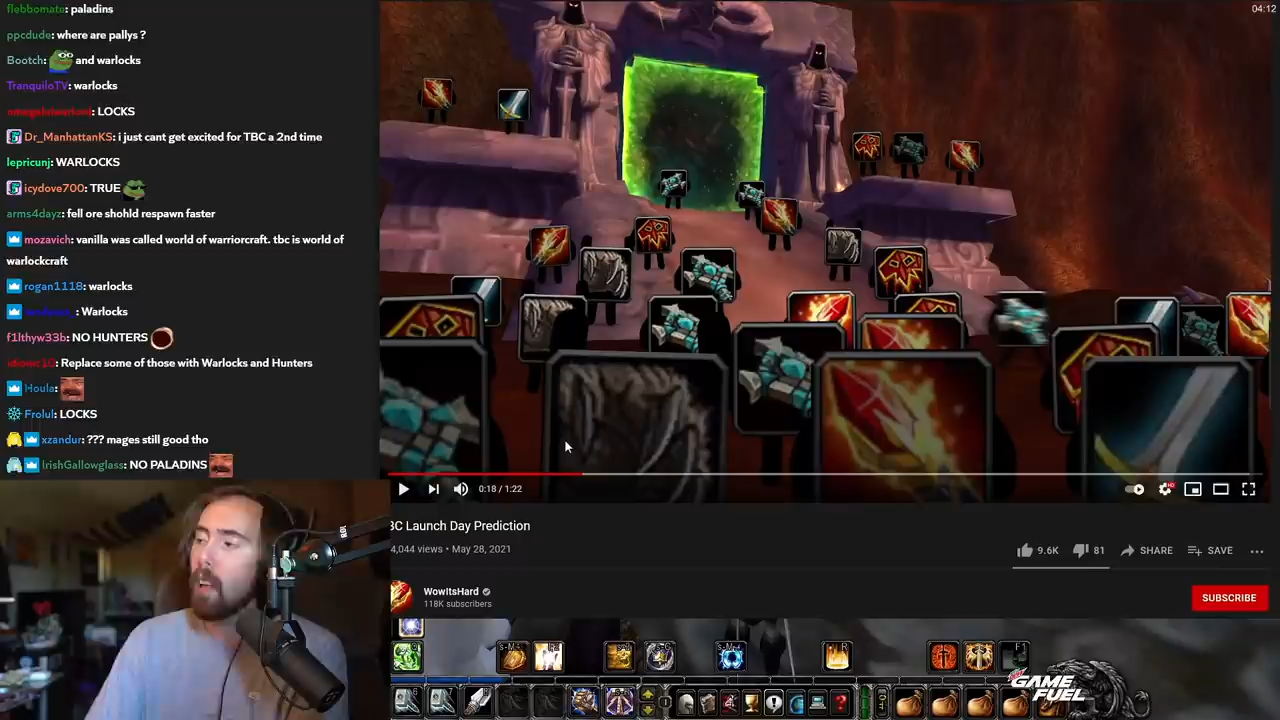 flebbomate: paladins
04:12
ppcdude: where are pallys ?
Bootch: and warlocks
TranquiloTV: warlocks
LOCKS
Dr_ManhattanKS: i just cant get excited for TBC a 2nd time
lepricunj: WARLOCKS
icydove700: TRUE
arms4dayz: fell ore shohld respawn faster
mozavich: vanilla was called world of warriorcraft. tbc is world of
warlockcraft
rogan1118: warlocks
: Warlocks
f1lthyw33b: NO HUNTERS
: Replace some of those with Warlocks and Hunters
Houla:
Frolul: LOCKS
xzandur: ??? mages still good tho
IrishGallowglass: NO PALADINS
0:18 / 1:22
BC Launch Day Prediction
4,044 views • May 28, 2021
9.6K
81
SHARE
SAVE
WowItsHard
118K subscribers
SUBSCRIBE
GAME
FUEL